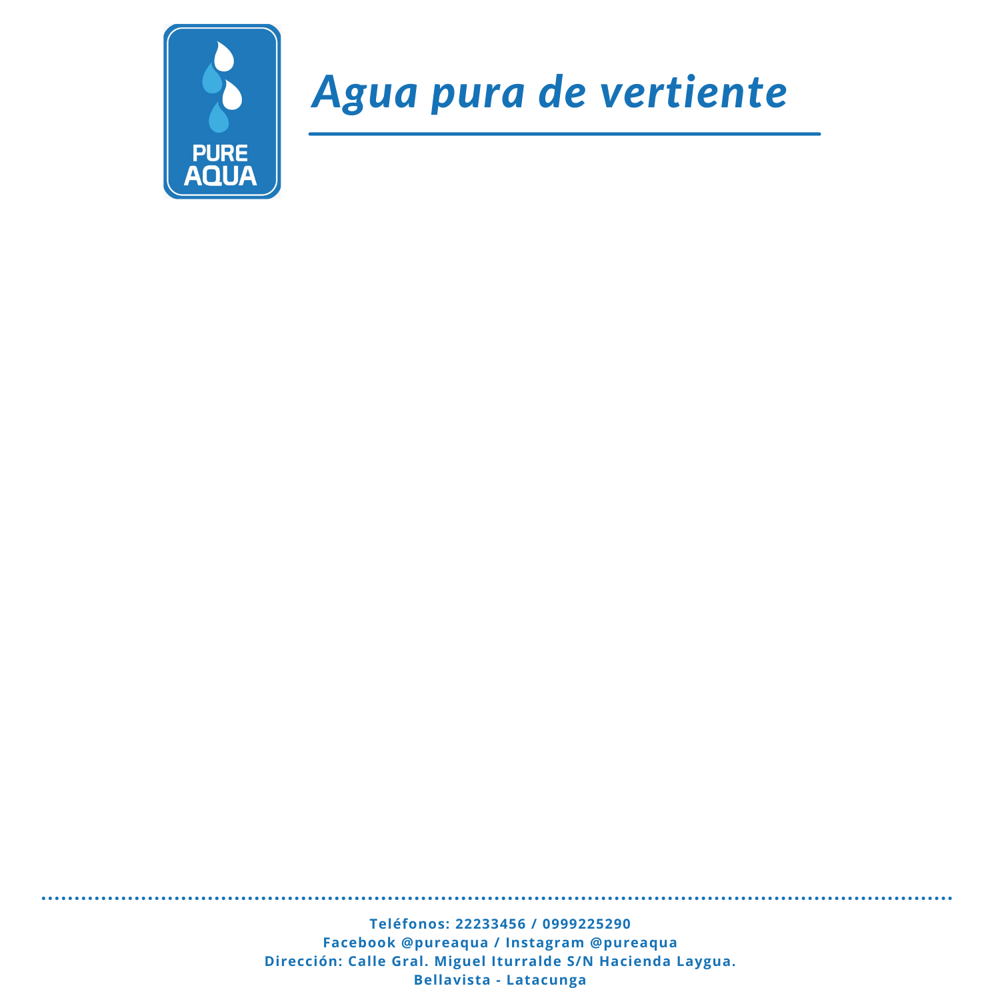 PURE
AQUA
Agua pura de vertiente
Teléfonos: 22233456 / 0999225290
Facebook @pureaqua / Instagram @pureaqua
Dirección: Calle Gral. Miguel Iturralde S/N Hacienda Laygua.
Bellavista - Latacunga